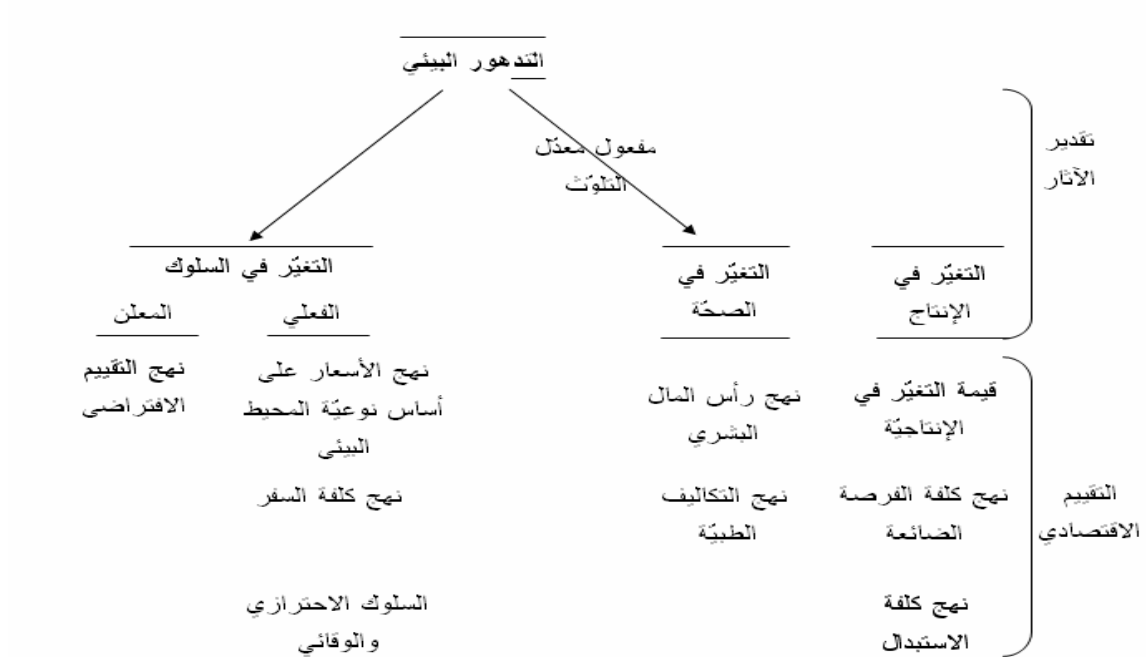 التدهور البيئي
مفعول معدّل
التلوّث
تقدير
الآثار
التغيّر في
الإنتاج
التغيّر في
الصحّة
التغيّر في السلوك
الفعلي
المعلن
قيمة التغيّر في
الإنتاجيّة
نهج رأس المال
البشري
نهج الأسعار على
أساس نوعيّة المحيط
البيئي
نهج التقييم
الافتراضي
التقييم
الاقتصادي
نهج كلفة الفرصة
الضائعة
نهج التكاليف
الطبيّة
نهج كلفة السفر
نهج كلفة
الاستبدال
السلوك الاحترازي
والوقائي